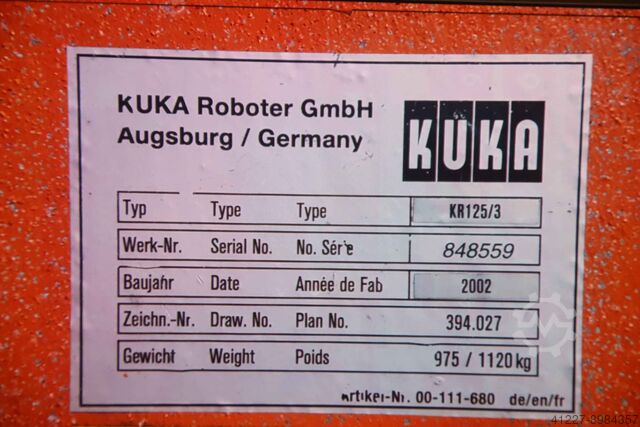 KUKA Roboter GmbH
Augsburg / Germany
KUKA
Typ Type Type KR125/3
Werk-Nr. Serial No. No. Sér'e 848559
Baujahr Date Année de Fab 2002
Zeichn.-Nr. Draw. No. Plan No. 394.027
Gewicht Weight Poids 975 / 1120 kg
Artikel-Nr. 00-111-680 de/en/fr
41227-8984357